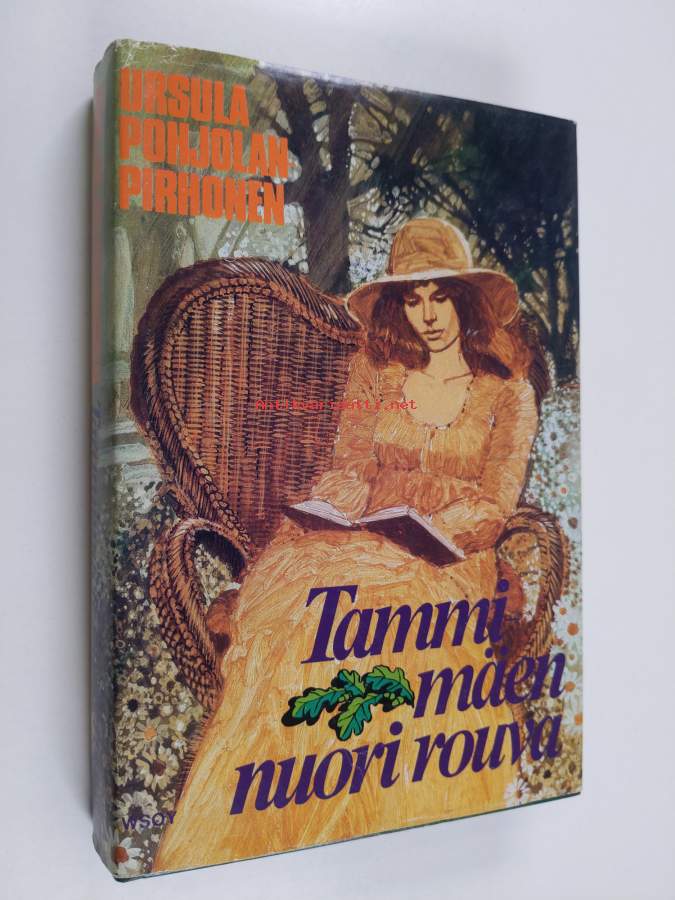 URSULA
POHJOLAN-
PIRHONEN
Antikvariaatti.net
Tammi-
mäen
nuori rouva
WSOY